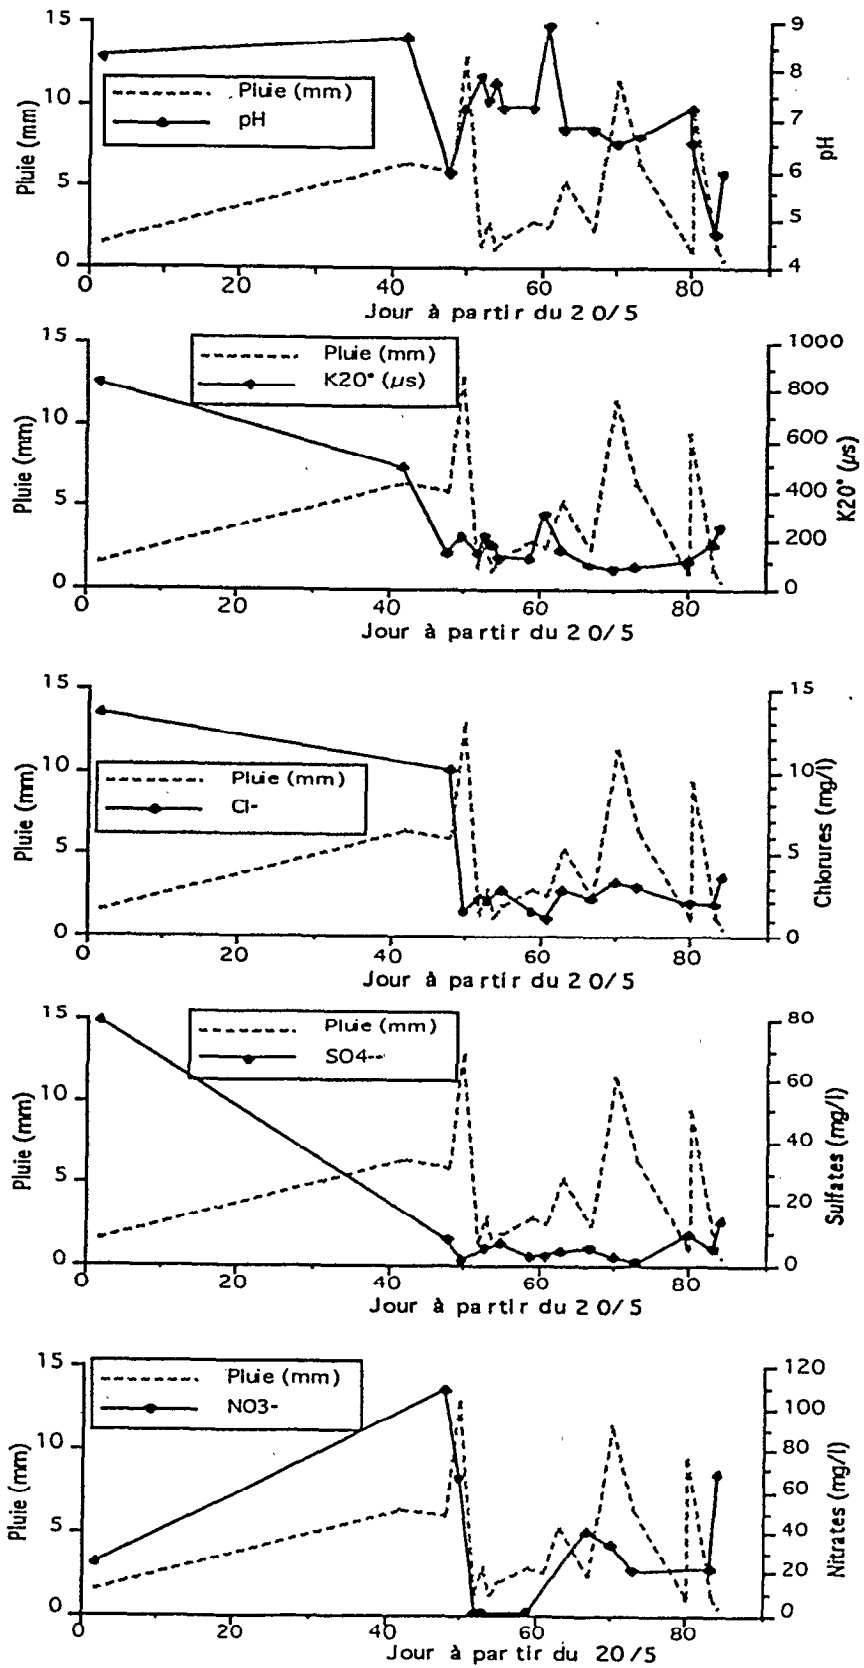 15
10
5
0
Pluie (mm)
Pluie (mm)
pH
9
8
7
6
5
4
pH
0 20 40 60 80
Jour à partir du 20/5
15
10
5
0
Pluie (mm)
Pluie (mm)
K20° (µs)
1000
800
600
400
200
0
K20° (µs)
0 20 40 60 80
Jour à partir du 20/5
15
10
5
0
Pluie (mm)
Pluie (mm)
Cl-
15
10
5
0
Chlorures (mg/l)
0 20 40 60 80
Jour à partir du 20/5
15
10
5
0
Pluie (mm)
Pluie (mm)
SO4--
80
60
40
20
0
Sulfates (mg/l)
0 20 40 60 80
Jour à partir du 20/5
15
10
5
0
Pluie (mm)
Pluie (mm)
NO3-
120
100
80
60
40
20
0
Nitrates (mg/l)
0 20 40 60 80
Jour à partir du 20/5